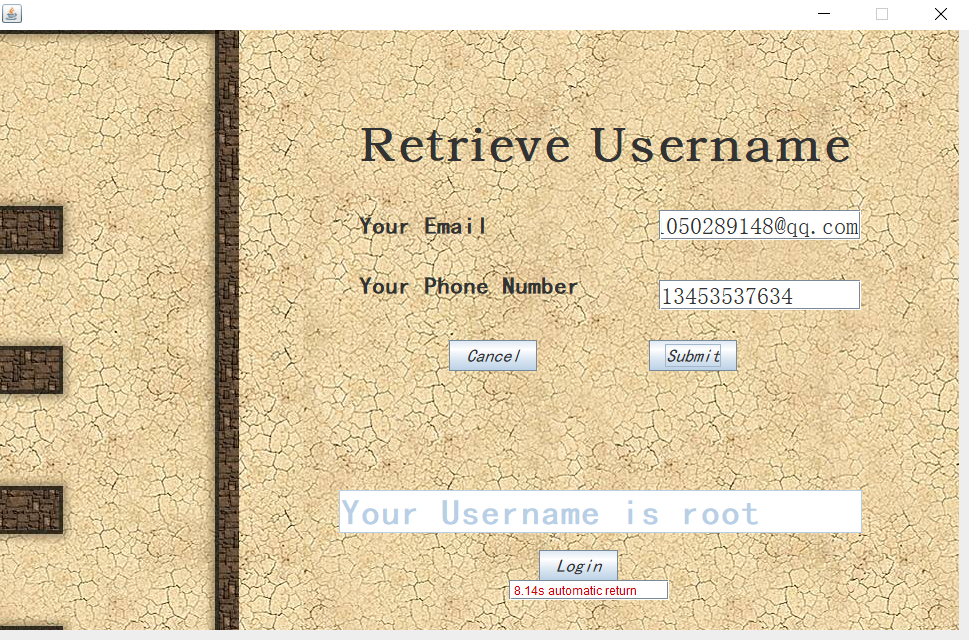 Retrieve Username
Your Email
.050289148@qq.com
Your Phone Number
13453537634
Cancel
Submit
Your Username is root
Login
8.14s automatic return